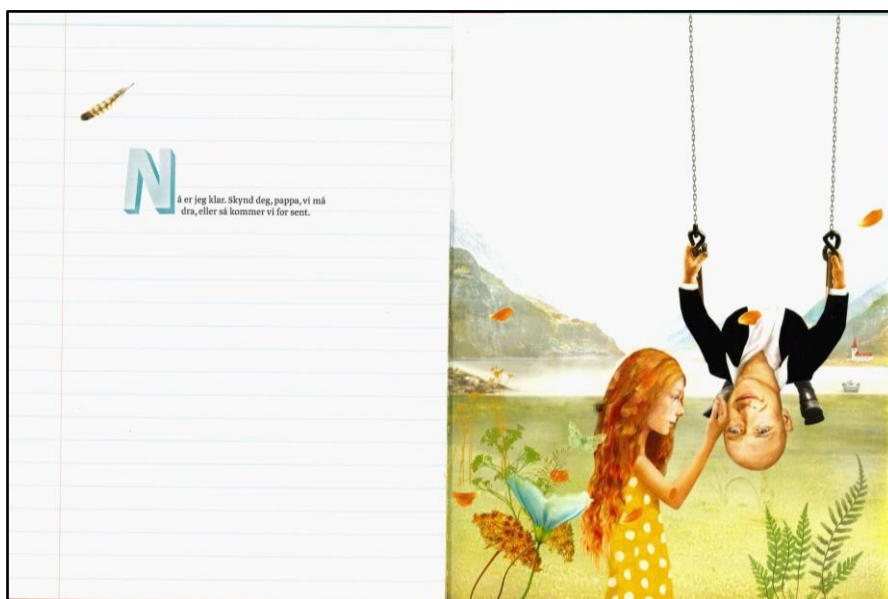 Nå er jeg klar. Skynd deg, pappa, vi må
dra, eller så kommer vi for sent.